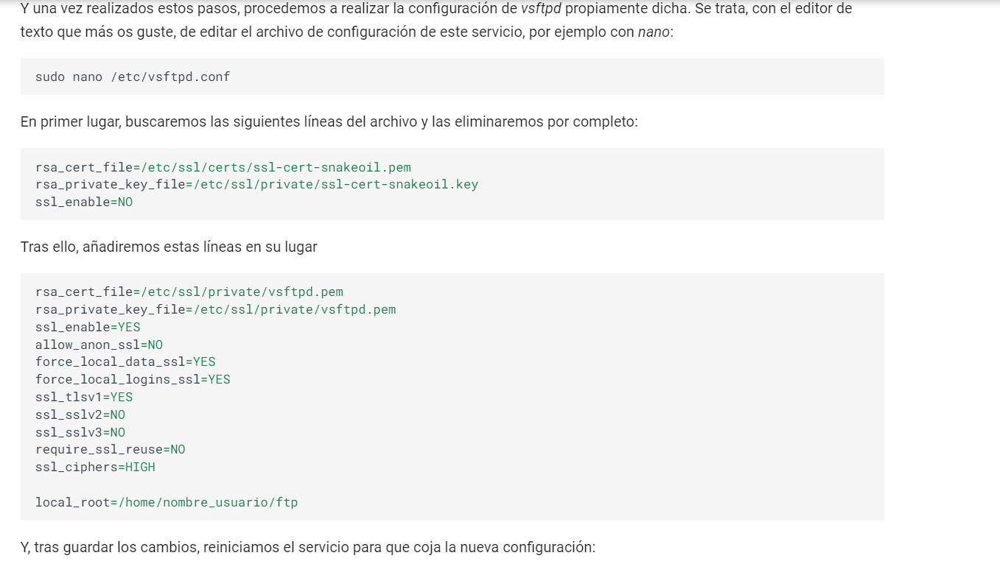 Y una vez realizados estos pasos, procedemos a realizar la configuración de vsftpd propiamente dicha. Se trata, con el editor de
texto que más os guste, de editar el archivo de configuración de este servicio, por ejemplo con nano:
sudo nano /etc/vsftpd.conf
En primer lugar, buscaremos las siguientes líneas del archivo y las eliminaremos por completo:
rsa_cert_file=/etc/ssl/certs/ssl-cert-snakeoil.pem
rsa_private_key_file=/etc/ssl/private/ssl-cert-snakeoil.key
ssl_enable=NO
Tras ello, añadiremos estas líneas en su lugar
rsa_cert_file=/etc/ssl/private/vsftpd.pem
rsa_private_key_file=/etc/ssl/private/vsftpd.pem
ssl_enable=YES
allow_anon_ssl=NO
force_local_data_ssl=YES
force_local_logins_ssl=YES
ssl_tlsv1=YES
ssl_sslv2=NO
ssl_sslv3=NO
require_ssl_reuse=NO
ssl_ciphers=HIGH
local_root=/home/nombre_usuario/ftp
Y, tras guardar los cambios, reiniciamos el servicio para que coja la nueva configuración: